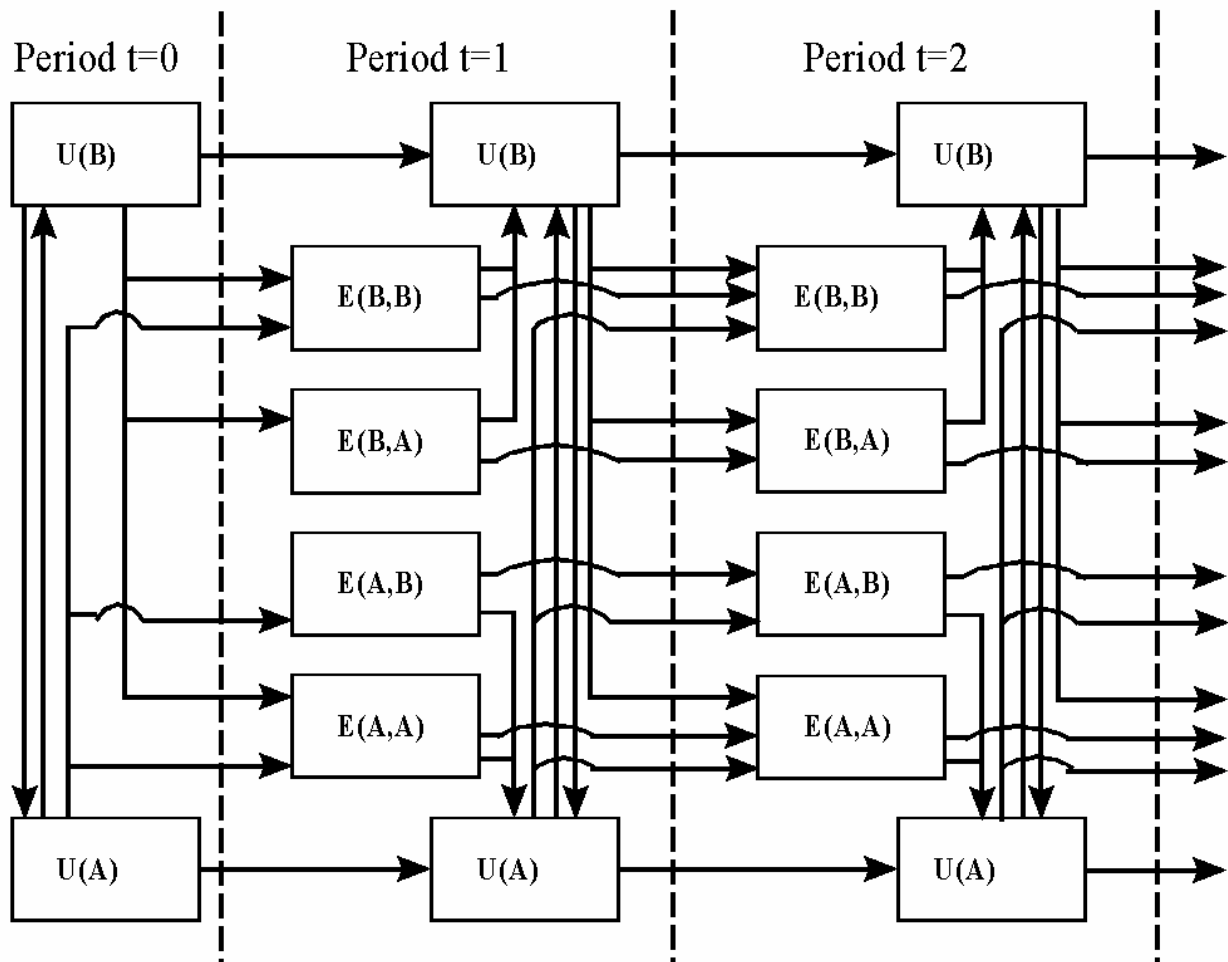 Period t=0 Period t=1 Period t=2
U(B) U(B) U(B)
E(B,B) E(B,B)
E(B,A) E(B,A)
E(A,B) E(A,B)
E(A,A) E(A,A)
U(A) U(A) U(A)